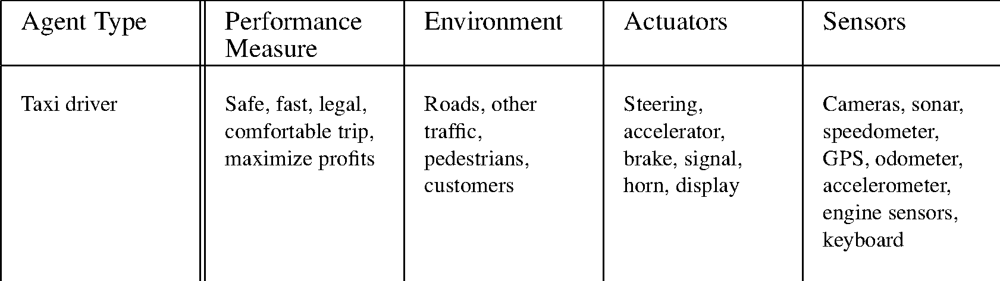 Agent Type
Performance
Measure
Environment
Actuators
Sensors
Taxi driver
Safe, fast, legal,
comfortable trip,
maximize profits
Roads, other
traffic,
pedestrians,
customers
Steering,
accelerator,
brake, signal,
horn, display
Cameras, sonar,
speedometer,
GPS, odometer,
accelerometer,
engine sensors,
keyboard